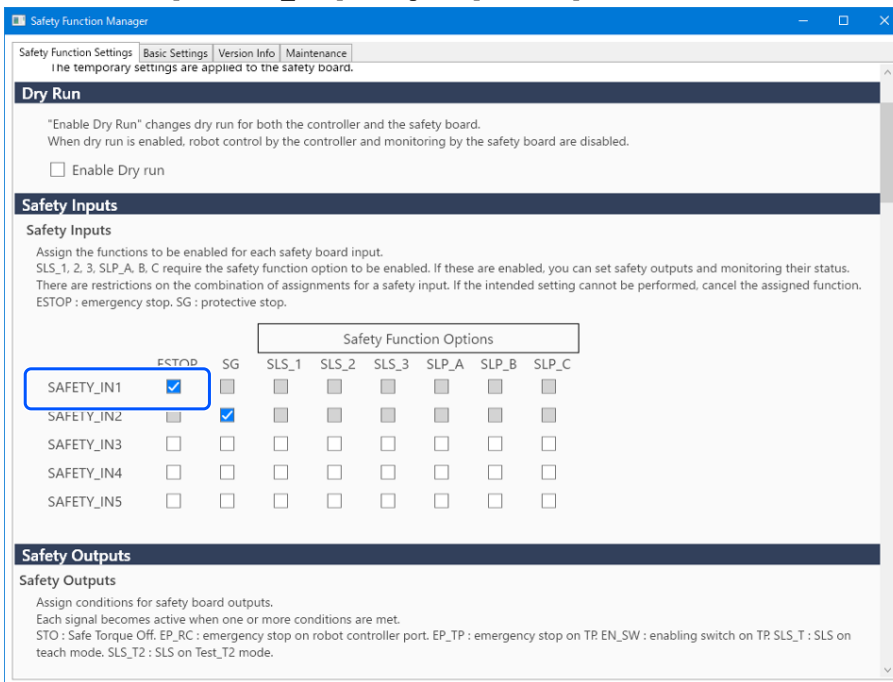 Safety Function Manager
Safety Function Settings Basic Settings Version Info Maintenance
The temporary settings are applied to the safety board.
Dry Run
"Enable Dry Run" changes dry run for both the controller and the safety board.
When dry run is enabled, robot control by the controller and monitoring by the safety board are disabled.
Enable Dry run
Safety Inputs
Safety Inputs
Assign the functions to be enabled for each safety board input.
SLS_1, 2, 3, SLP_A, B, C require the safety function option to be enabled. If these are enabled, you can set safety outputs and monitoring their status.
There are restrictions on the combination of assignments for a safety input. If the intended setting cannot be performed, cancel the assigned function.
ESTOP : emergency stop. SG : protective stop.
Safety Function Options
ESTOP SG SLS_1 SLS_2 SLS_3 SLP_A SLP_B SLP_C
SAFETY_IN1
SAFETY_IN2
SAFETY_IN3
SAFETY_IN4
SAFETY_IN5
Safety Outputs
Safety Outputs
Assign conditions for safety board outputs.
Each signal becomes active when one or more conditions are met.
STO : Safe Torque Off. EP_RC : emergency stop on robot controller port. EP_TP : emergency stop on TP. EN_SW : enabling switch on TP. SLS_T : SLS on
teach mode. SLS_T2 : SLS on Test_T2 mode.